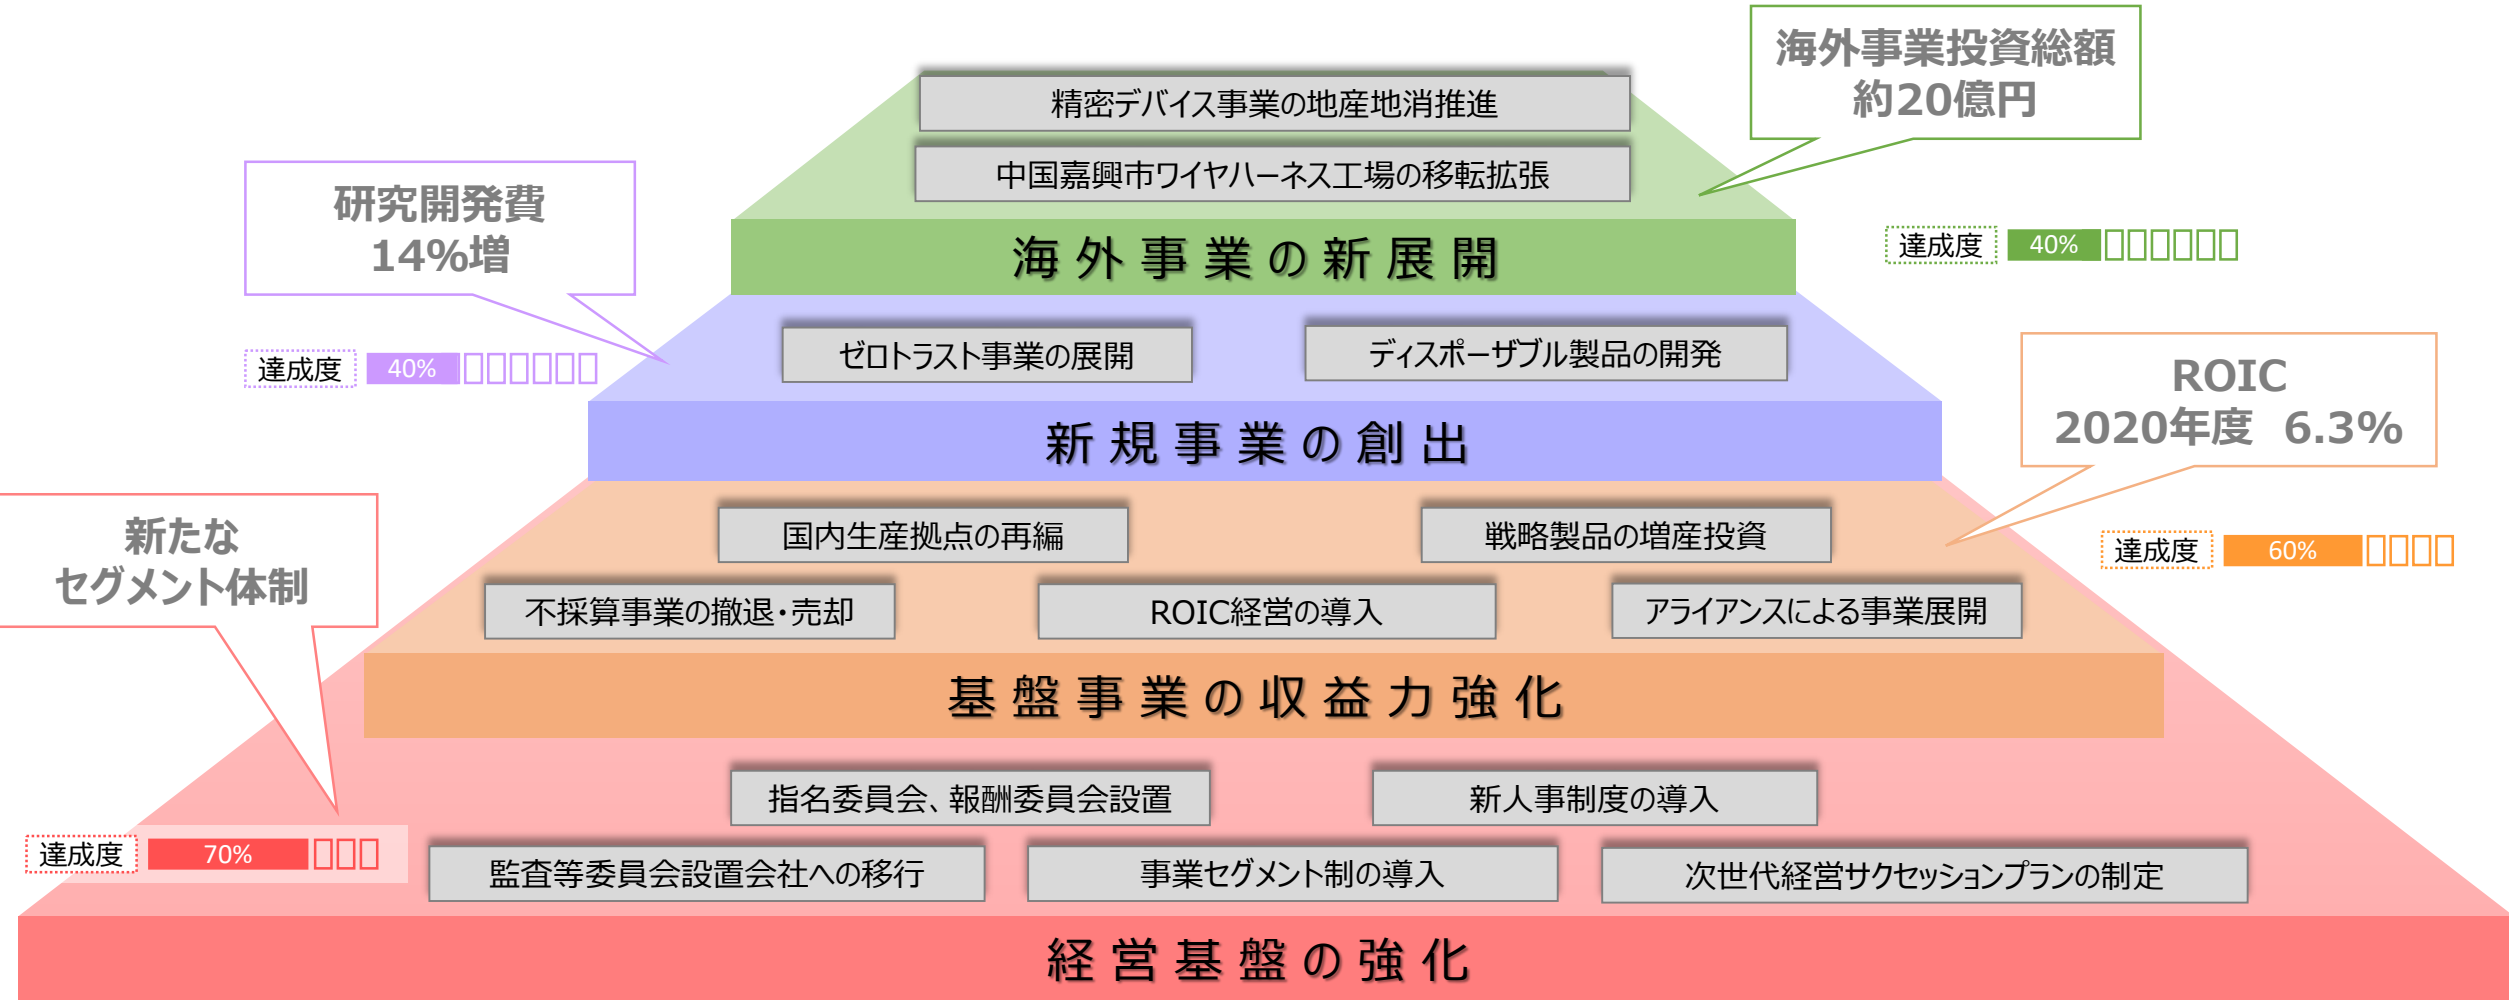 海外事業投資総額
約20億円
精密デバイス事業の地産地消推進
中国嘉興市ワイヤハーネス工場の移転拡張
研究開発費
14%増
海外事業の新展開
達成度 40%
ゼロトラスト事業の展開
ディスポーザブル製品の開発
達成度 40%
新規事業の創出
ROIC
2020年度 6.3%
新たな
セグメント体制
国内生産拠点の再編
戦略製品の増産投資
達成度 60%
不採算事業の撤退・売却
ROIC経営の導入
アライアンスによる事業展開
基盤事業の収益力強化
指名委員会、報酬委員会設置
新人事制度の導入
達成度 70%
監査等委員会設置会社への移行
事業セグメント制の導入
次世代経営サクセッションプランの制定
経営基盤の強化